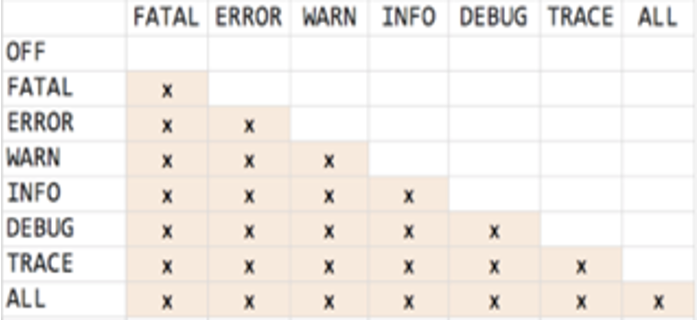 FATAL ERROR WARN INFO DEBUG TRACE ALL
OFF
FATAL x
ERROR x x
WARN x x x
INFO x x x x
DEBUG x x x x x
TRACE x x x x x x
ALL x x x x x x x